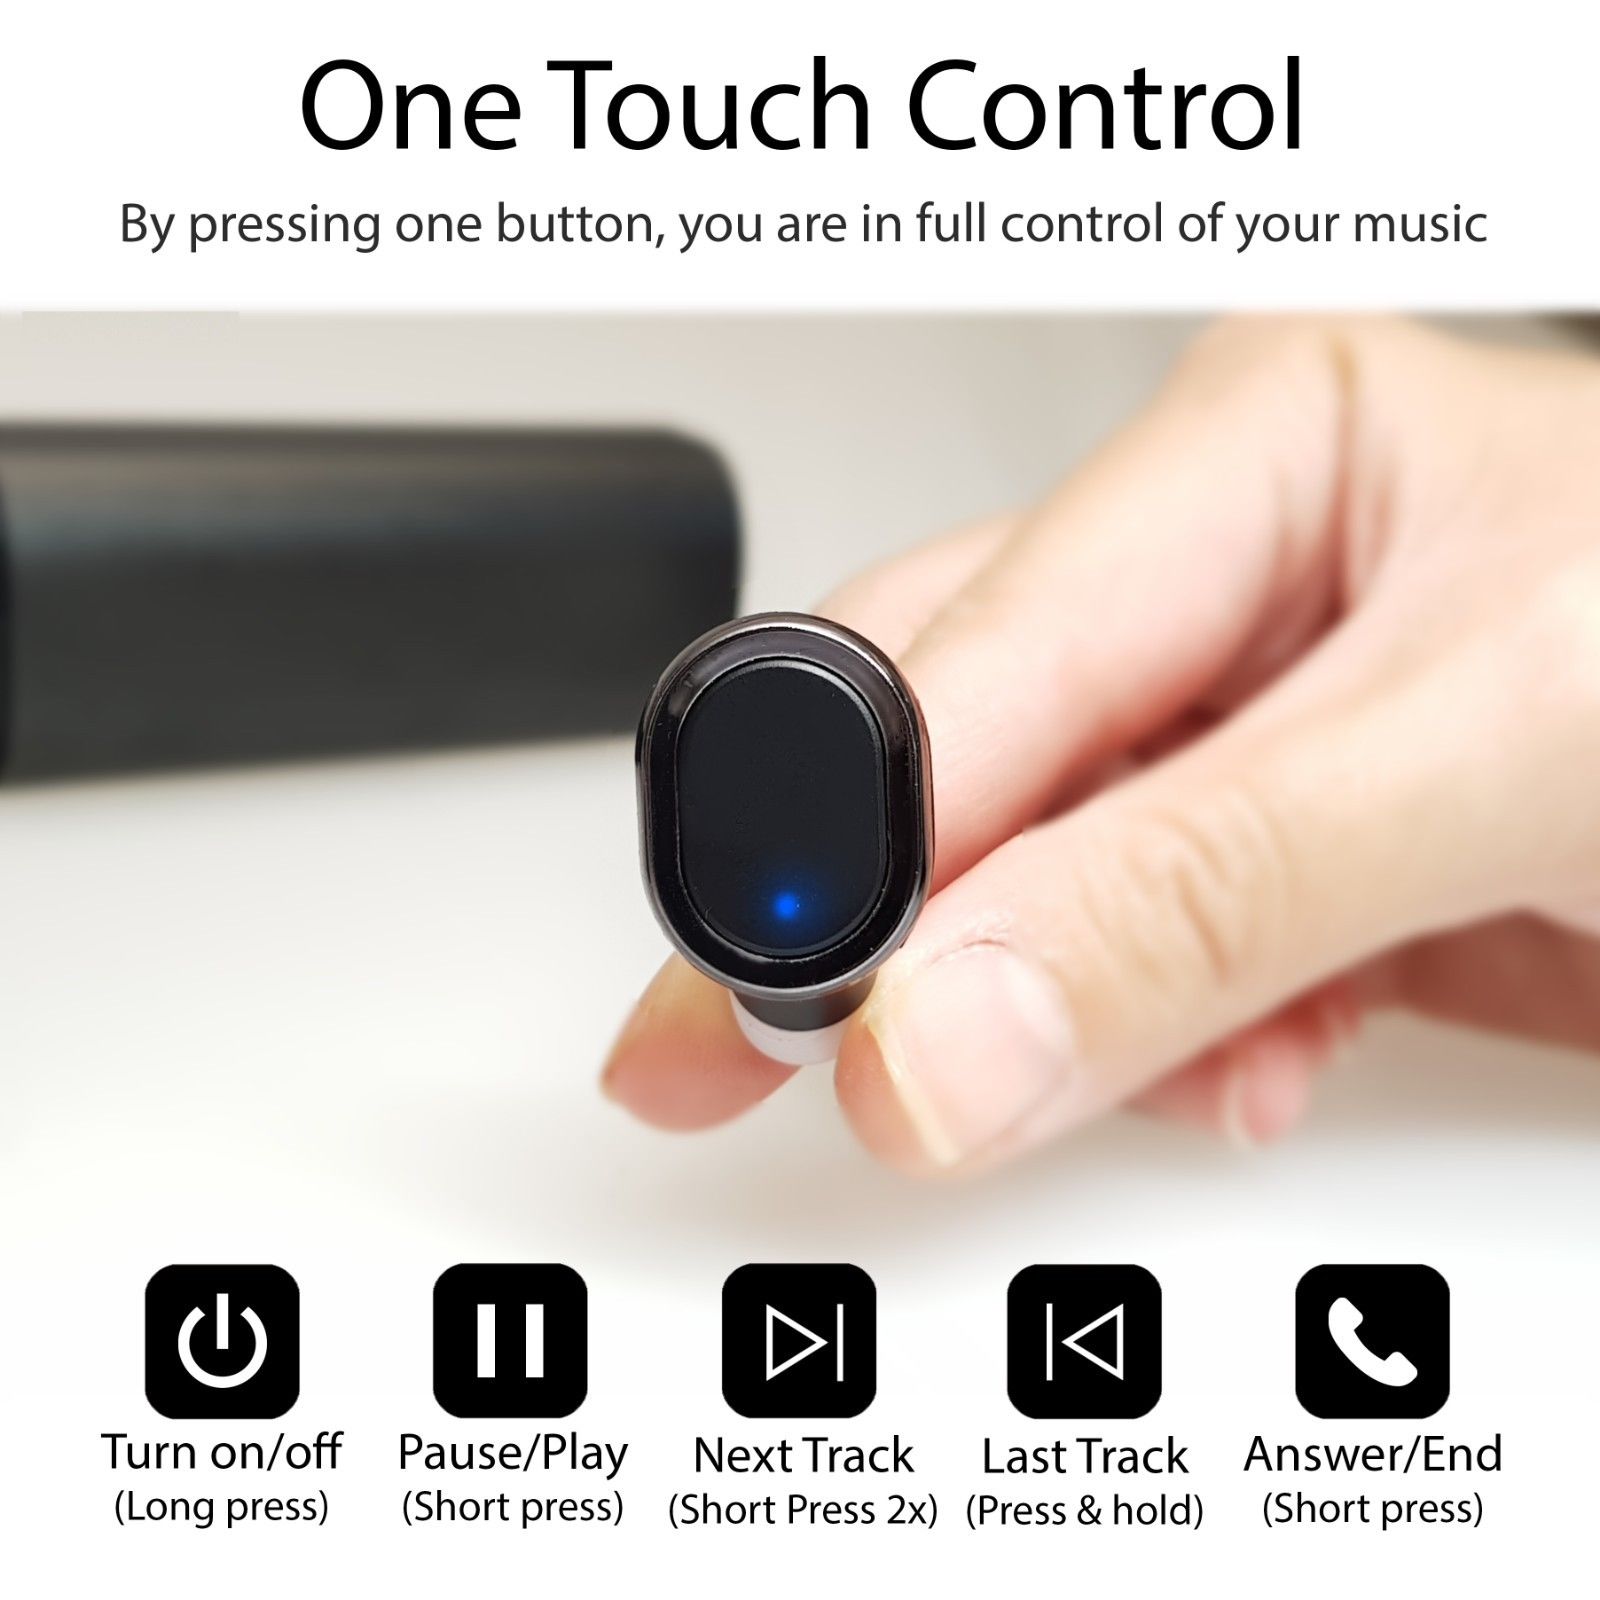 One Touch Control
By pressing one button, you are in full control of your music
Turn on/off
(Long press)
Pause/Play
(Short press)
Next Track
(Short Press 2x)
Last Track
(Press & hold)
Answer/End
(Short press)